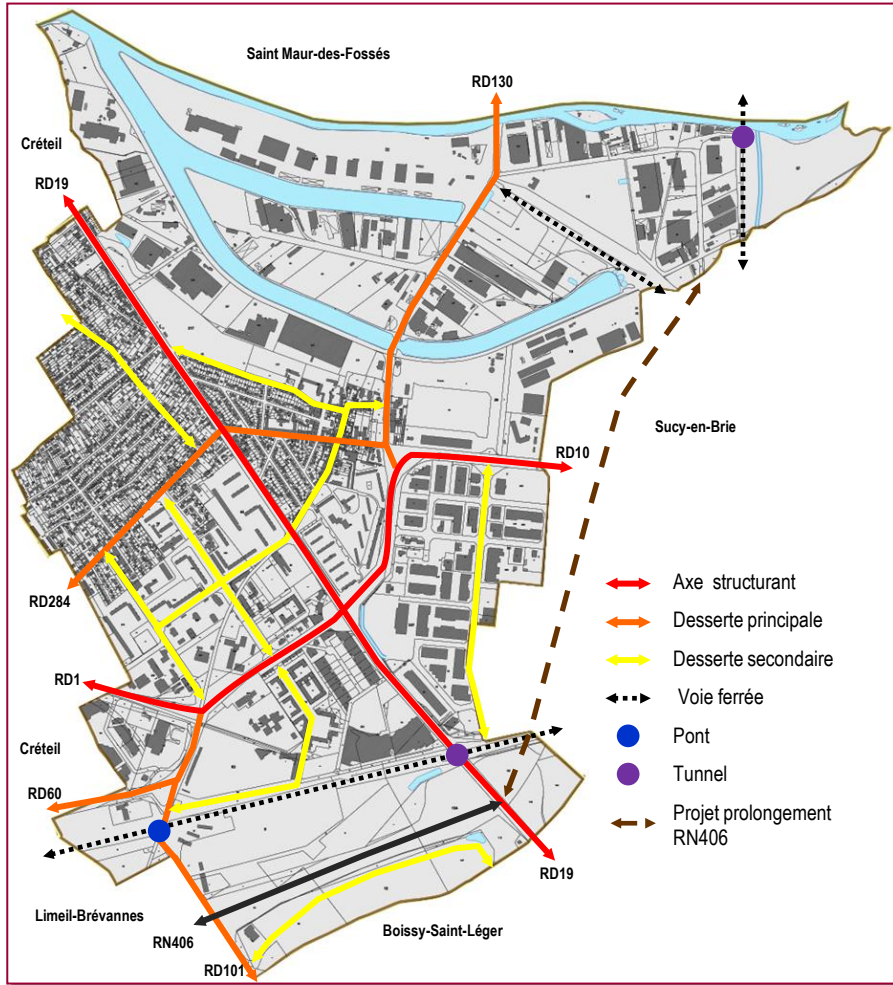 Saint Maur-des-Fossés
RD130
Créteil
RD19
Sucy-en-Brie
RD10
RD284
RD1
Créteil
RD60
Limeil-Brévannes
RN406
RD101
Boissy-Saint-Léger
RD19
Axe structurant
Desserte principale
Desserte secondaire
Voie ferrée
Pont
Tunnel
Projet prolongement
RN406